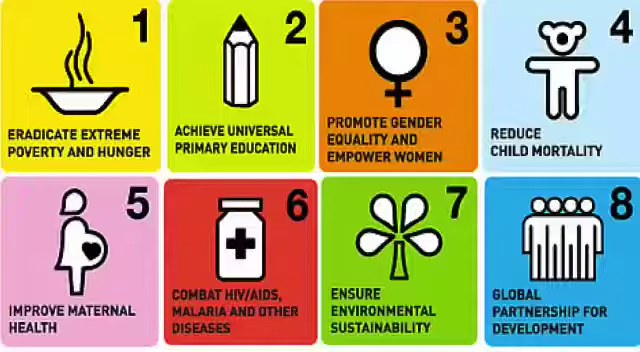 1
ERADICATE EXTREME
POVERTY AND HUNGER
2
ACHIEVE UNIVERSAL
PRIMARY EDUCATION
3
PROMOTE GENDER
EQUALITY AND
EMPOWER WOMEN
4
REDUCE
CHILD MORTALITY
5
IMPROVE MATERNAL
HEALTH
6
COMBAT HIV/AIDS,
MALARIA AND OTHER
DISEASES
7
ENSURE
ENVIRONMENTAL
SUSTAINABILITY
8
GLOBAL
PARTNERSHIP FOR
DEVELOPMENT